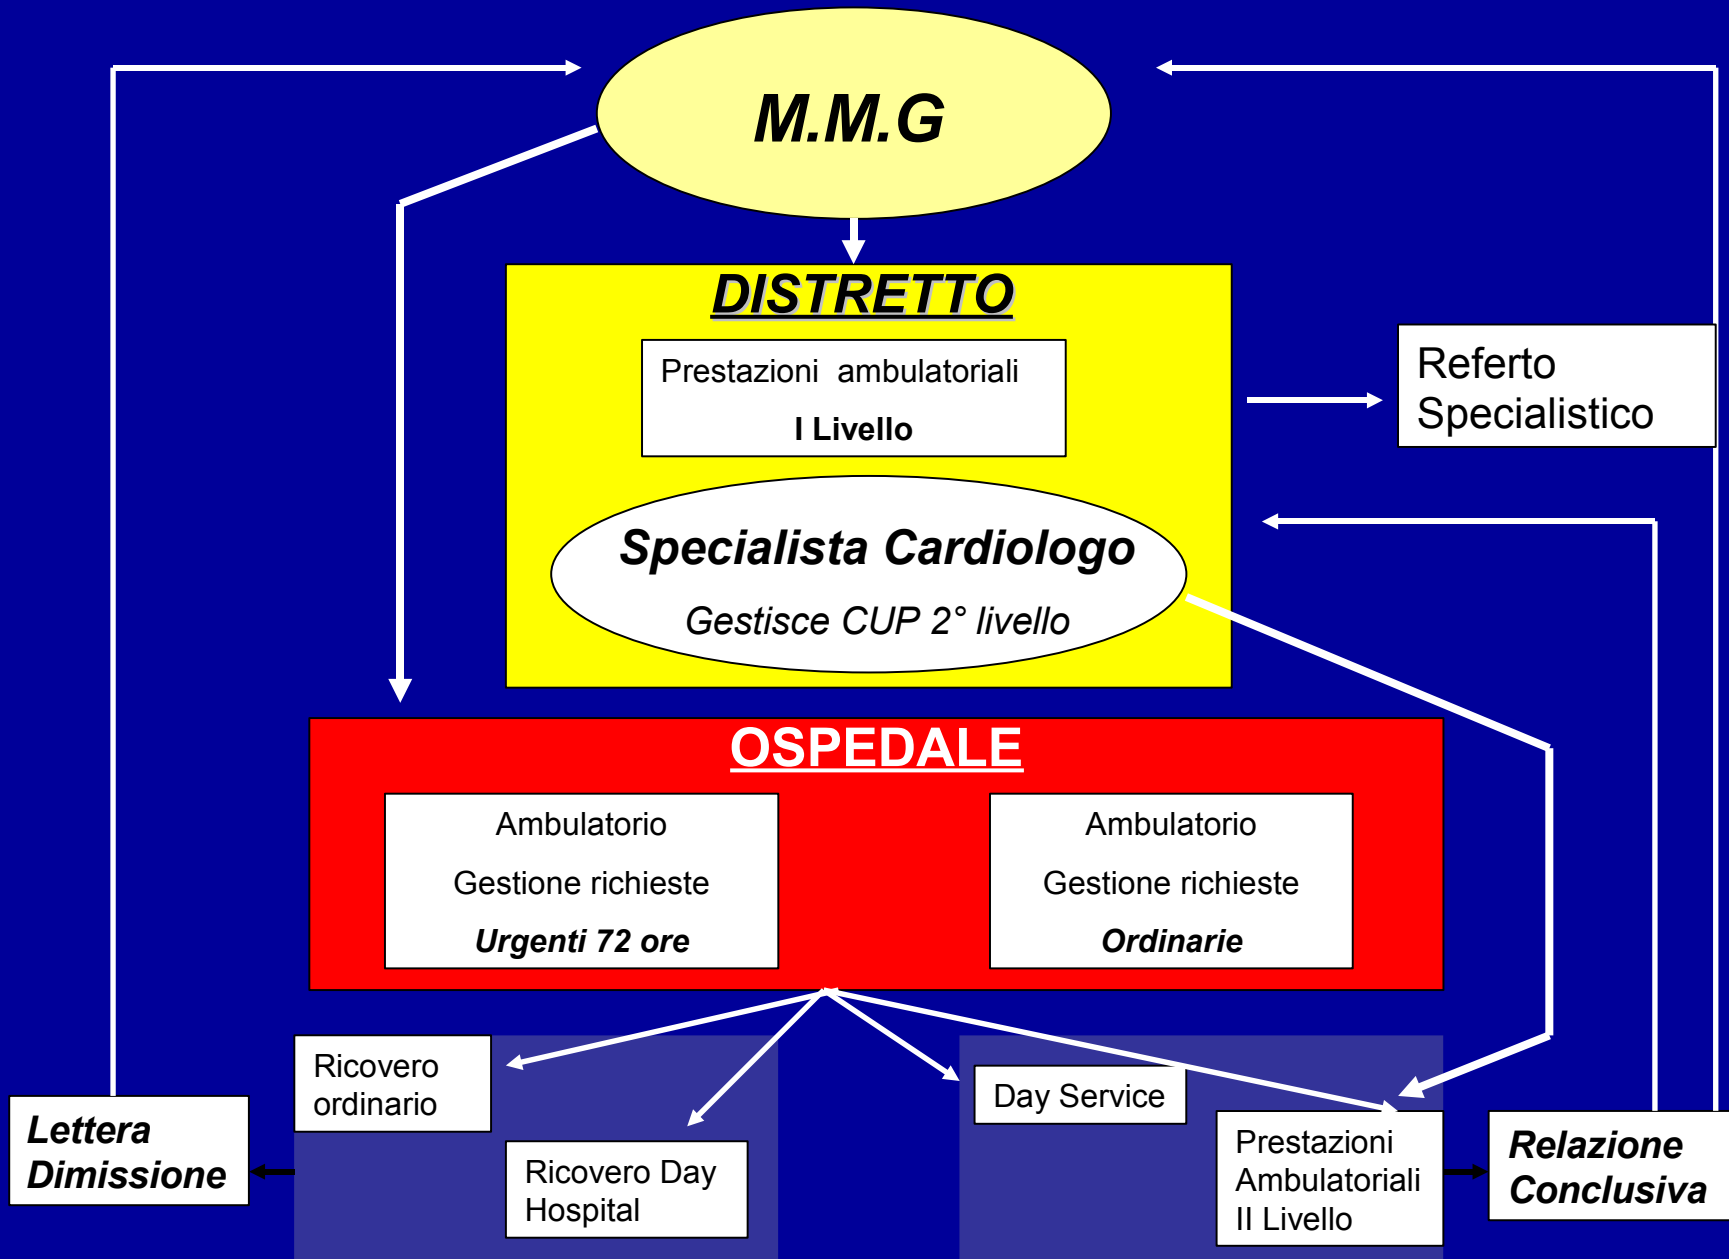 M.M.G
DISTRETTO
Prestazioni ambulatoriali
I Livello
Referto
Specialistico
Specialista Cardiologo
Gestisce CUP 2° livello
OSPEDALE
Ambulatorio
Gestione richieste
Urgenti 72 ore
Ambulatorio
Gestione richieste
Ordinarie
Ricovero
ordinario
Day Service
Lettera
Dimissione
Ricovero Day
Hospital
Prestazioni
Ambulatoriali
II Livello
Relazione
Conclusiva